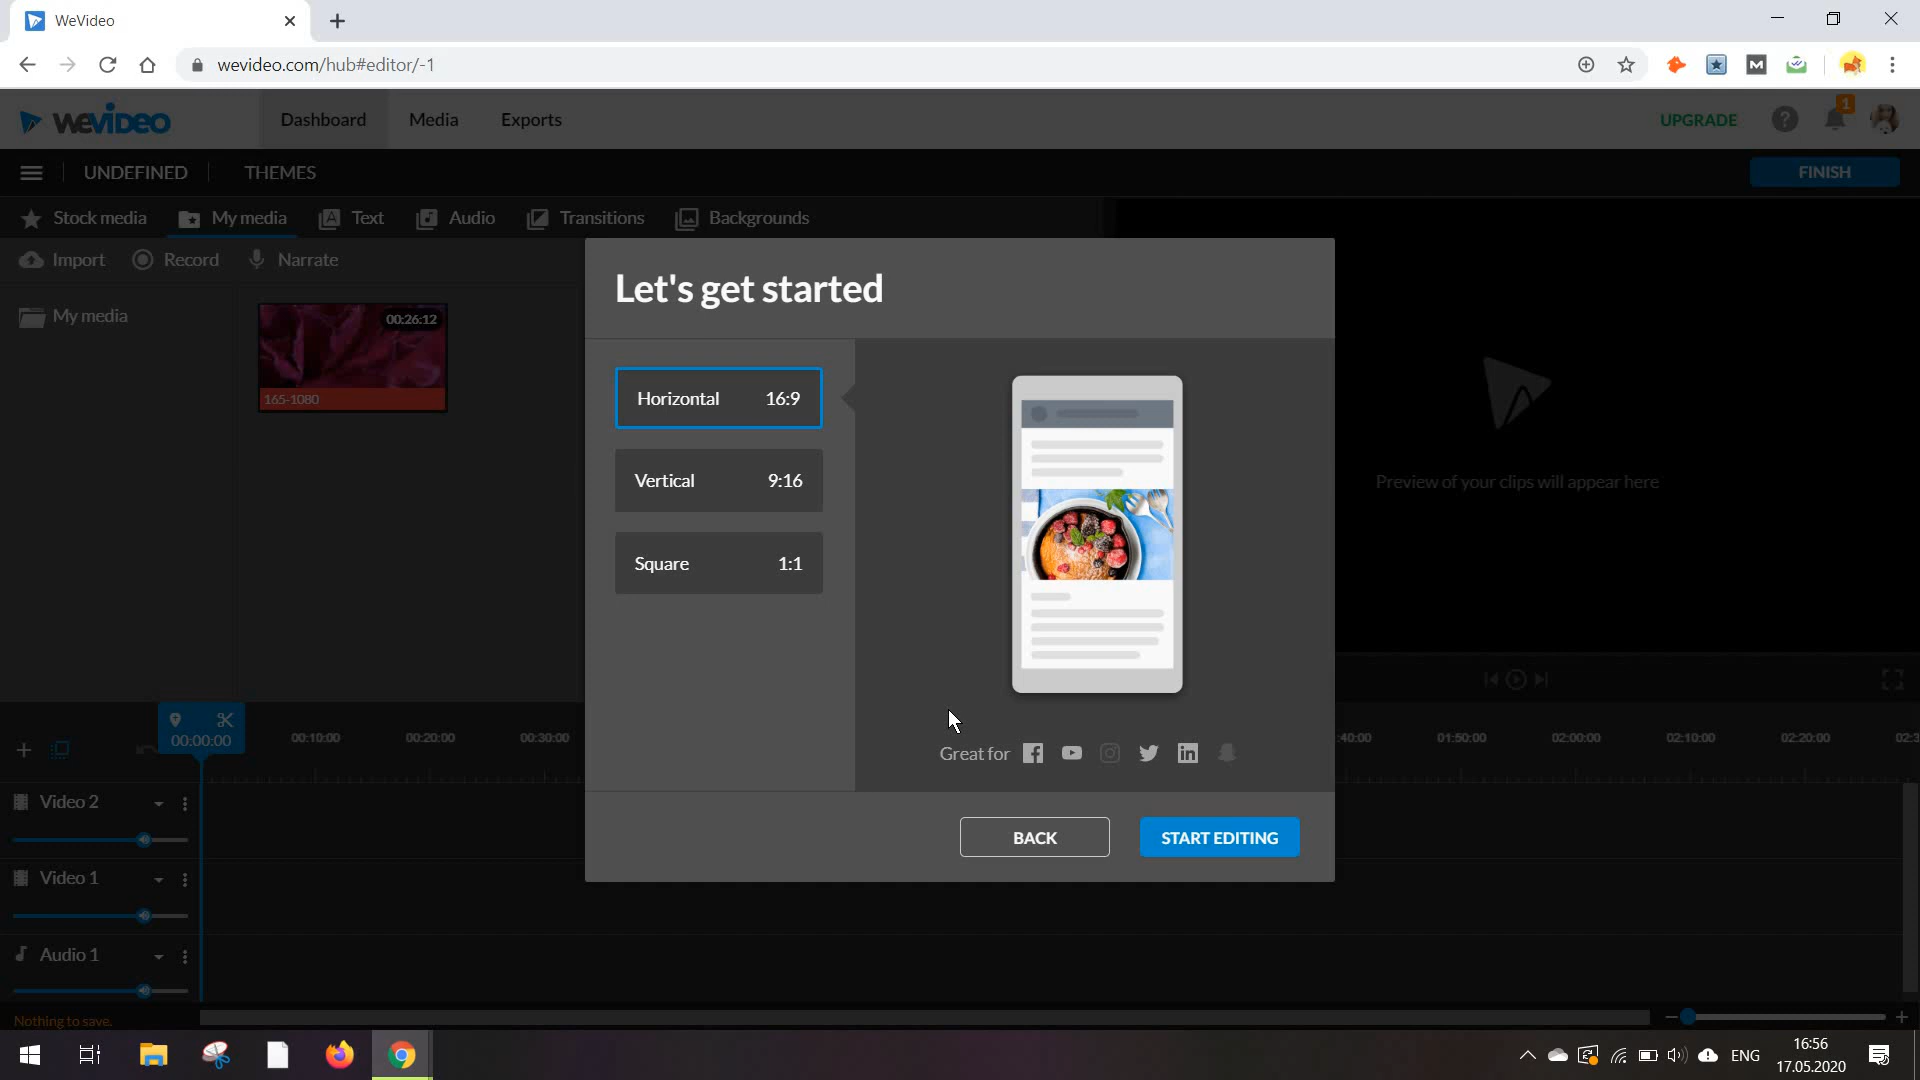 WeVideo
wevideo.com/hub#editor/-1
WEVIDEO
Dashboard
Media
Exports
UPGRADE
1
UNDEFINED
THEMES
FINISH
Stock media
My media
Text
Audio
Transitions
Backgrounds
Import
Record
Narrate
My media
00:26:12
165-1080
Let's get started
Horizontal 16:9
Vertical 9:16
Square 1:1
Great for
BACK
START EDITING
Preview of your clips will appear here
00:00:00
00:10:00
00:20:00
00:30:00
:40:00
01:50:00
02:00:00
02:10:00
02:20:00
02:3
Video 2
Video 1
Audio 1
Nothing to save.
ENG
16:56
17.05.2020